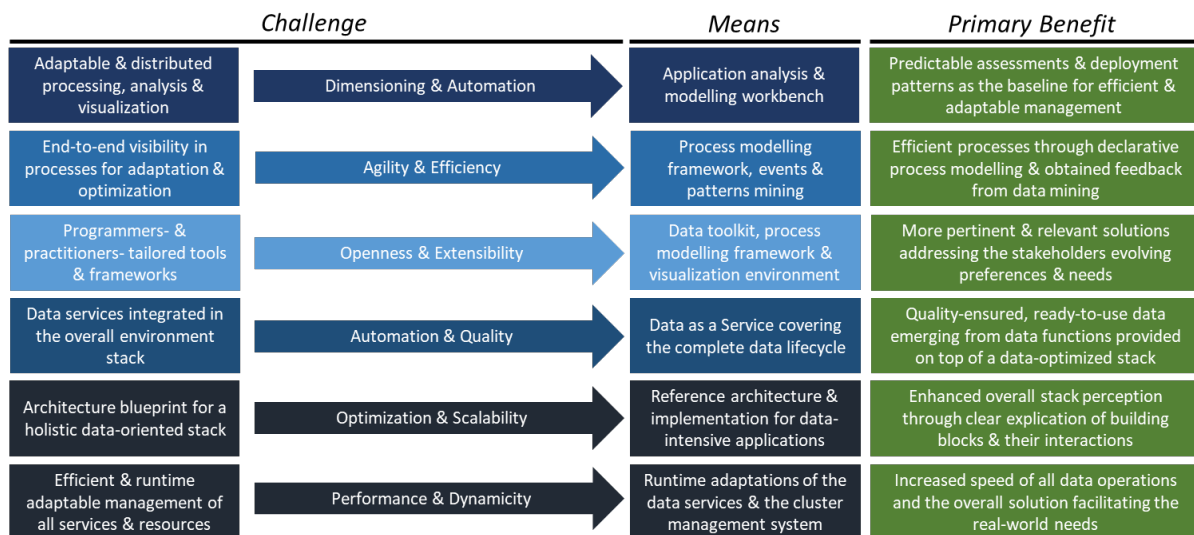 Challenge
Means
Primary Benefit
Adaptable & distributed
processing, analysis &
visualization
Dimensioning & Automation
Application analysis &
modelling workbench
Predictable assessments & deployment
patterns as the baseline for efficient &
adaptable management
End-to-end visibility in
processes for adaptation &
optimization
Agility & Efficiency
Process modelling
framework, events &
patterns mining
Efficient processes through declarative
process modelling & obtained feedback
from data mining
Programmers- &
practitioners- tailored tools
& frameworks
Openness & Extensibility
Data toolkit, process
modelling framework &
visualization environment
More pertinent & relevant solutions
addressing the stakeholders evolving
preferences & needs
Data services integrated in
the overall environment
stack
Automation & Quality
Data as a Service covering
the complete data lifecycle
Quality-ensured, ready-to-use data
emerging from data functions provided
on top of a data-optimized stack
Architecture blueprint for a
holistic data-oriented stack
Optimization & Scalability
Reference architecture &
implementation for data-
intensive applications
Enhanced overall stack perception
through clear explication of building
blocks & their interactions
Efficient & runtime
adaptable management of
all services & resources
Performance & Dynamicity
Runtime adaptations of the
data services & the cluster
management system
Increased speed of all data operations
and the overall solution facilitating the
real-world needs